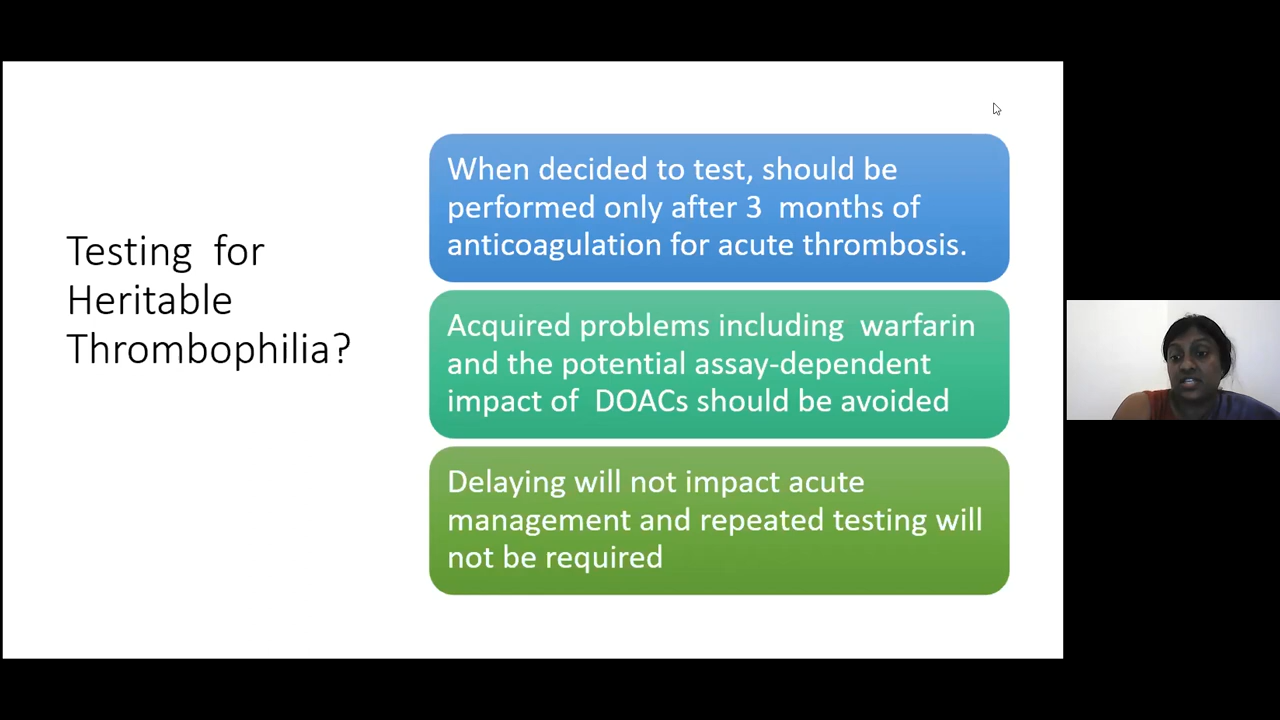 Testing for
Heritable
Thrombophilia?
When decided to test, should be
performed only after 3 months of
anticoagulation for acute thrombosis.
Acquired problems including warfarin
and the potential assay-dependent
impact of DOACs should be avoided
Delaying will not impact acute
management and repeated testing will
not be required